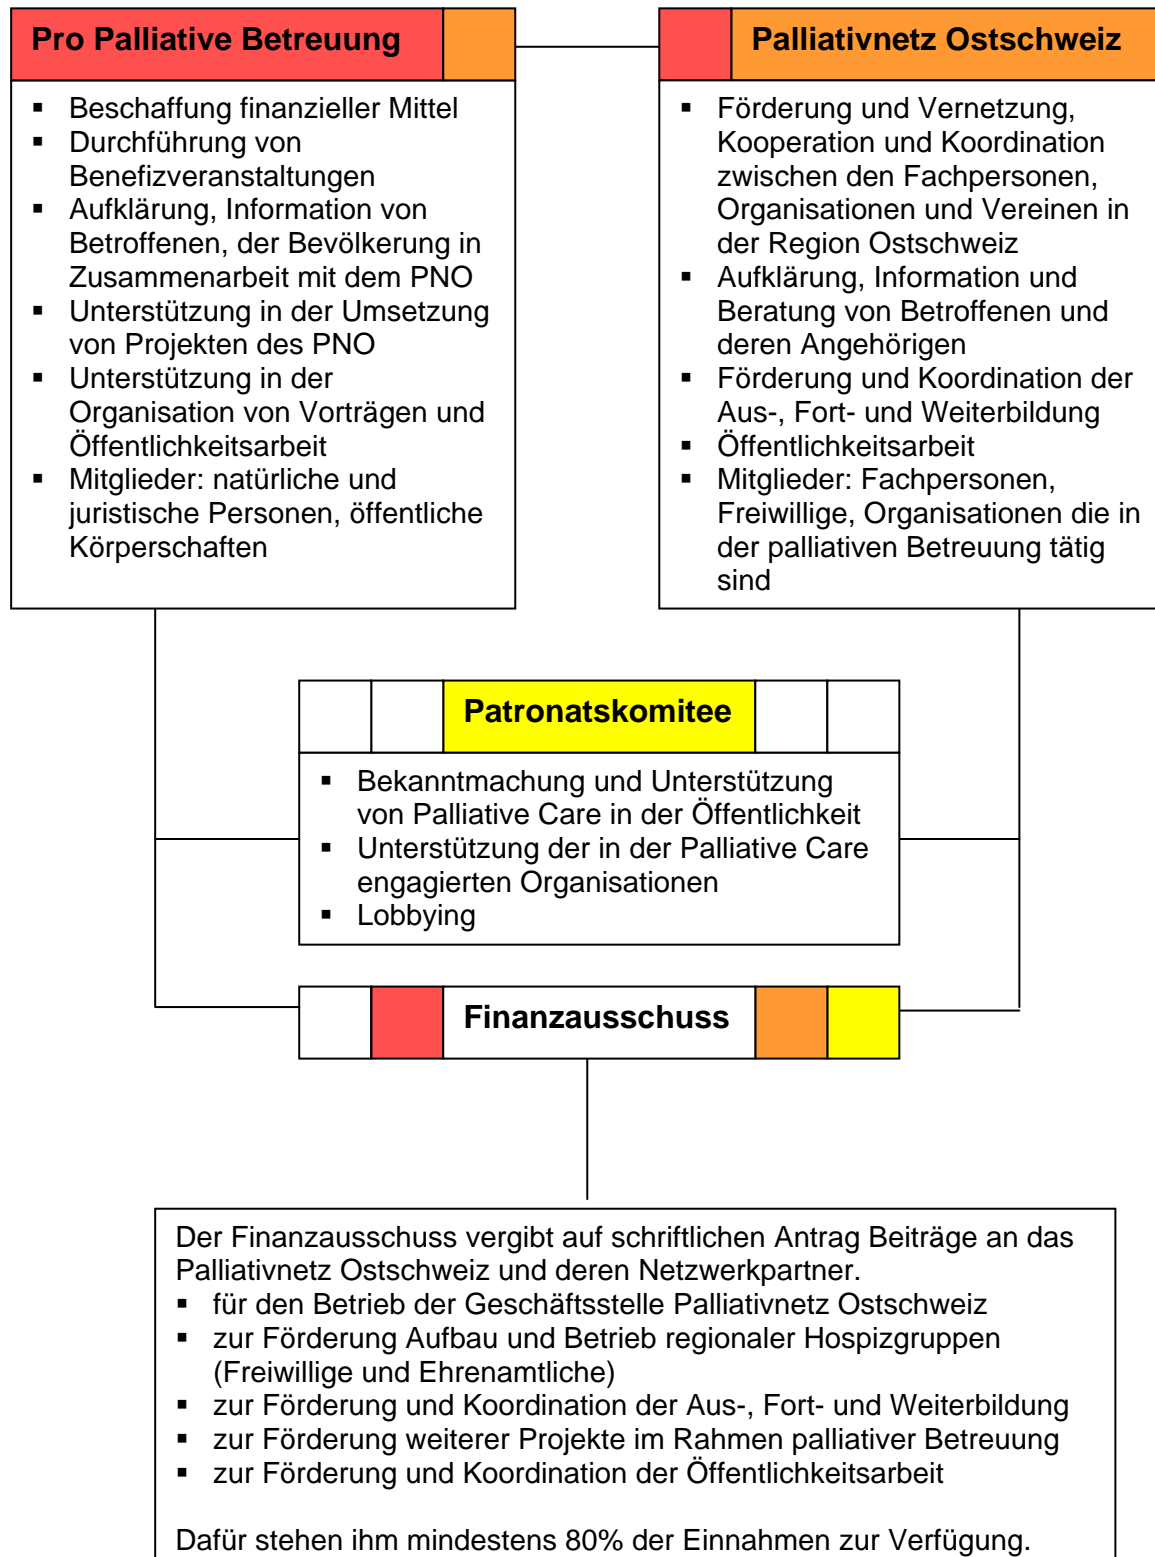 Pro Palliative Betreuung
▪ Beschaffung finanzieller Mittel
▪ Durchführung von
Benefizveranstaltungen
▪ Aufklärung, Information von
Betroffenen, der Bevölkerung in
Zusammenarbeit mit dem PNO
▪ Unterstützung in der Umsetzung
von Projekten des PNO
▪ Unterstützung in der
Organisation von Vorträgen und
Öffentlichkeitsarbeit
▪ Mitglieder: natürliche und
juristische Personen, öffentliche
Körperschaften
Palliativnetz Ostschweiz
▪ Förderung und Vernetzung,
Kooperation und Koordination
zwischen den Fachpersonen,
Organisationen und Vereinen in
der Region Ostschweiz
▪ Aufklärung, Information und
Beratung von Betroffenen und
deren Angehörigen
▪ Förderung und Koordination der
Aus-, Fort- und Weiterbildung
▪ Öffentlichkeitsarbeit
▪ Mitglieder: Fachpersonen,
Freiwillige, Organisationen die in
der palliativen Betreuung tätig
sind
Patronatskomitee
▪ Bekanntmachung und Unterstützung
von Palliative Care in der Öffentlichkeit
▪ Unterstützung der in der Palliative Care
engagierten Organisationen
▪ Lobbying
Finanzausschuss
Der Finanzausschuss vergibt auf schriftlichen Antrag Beiträge an das
Palliativnetz Ostschweiz und deren Netzwerkpartner.
▪ für den Betrieb der Geschäftsstelle Palliativnetz Ostschweiz
▪ zur Förderung Aufbau und Betrieb regionaler Hospizgruppen
(Freiwillige und Ehrenamtliche)
▪ zur Förderung und Koordination der Aus-, Fort- und Weiterbildung
▪ zur Förderung weiterer Projekte im Rahmen palliativer Betreuung
▪ zur Förderung und Koordination der Öffentlichkeitsarbeit
Dafür stehen ihm mindestens 80% der Einnahmen zur Verfügung.